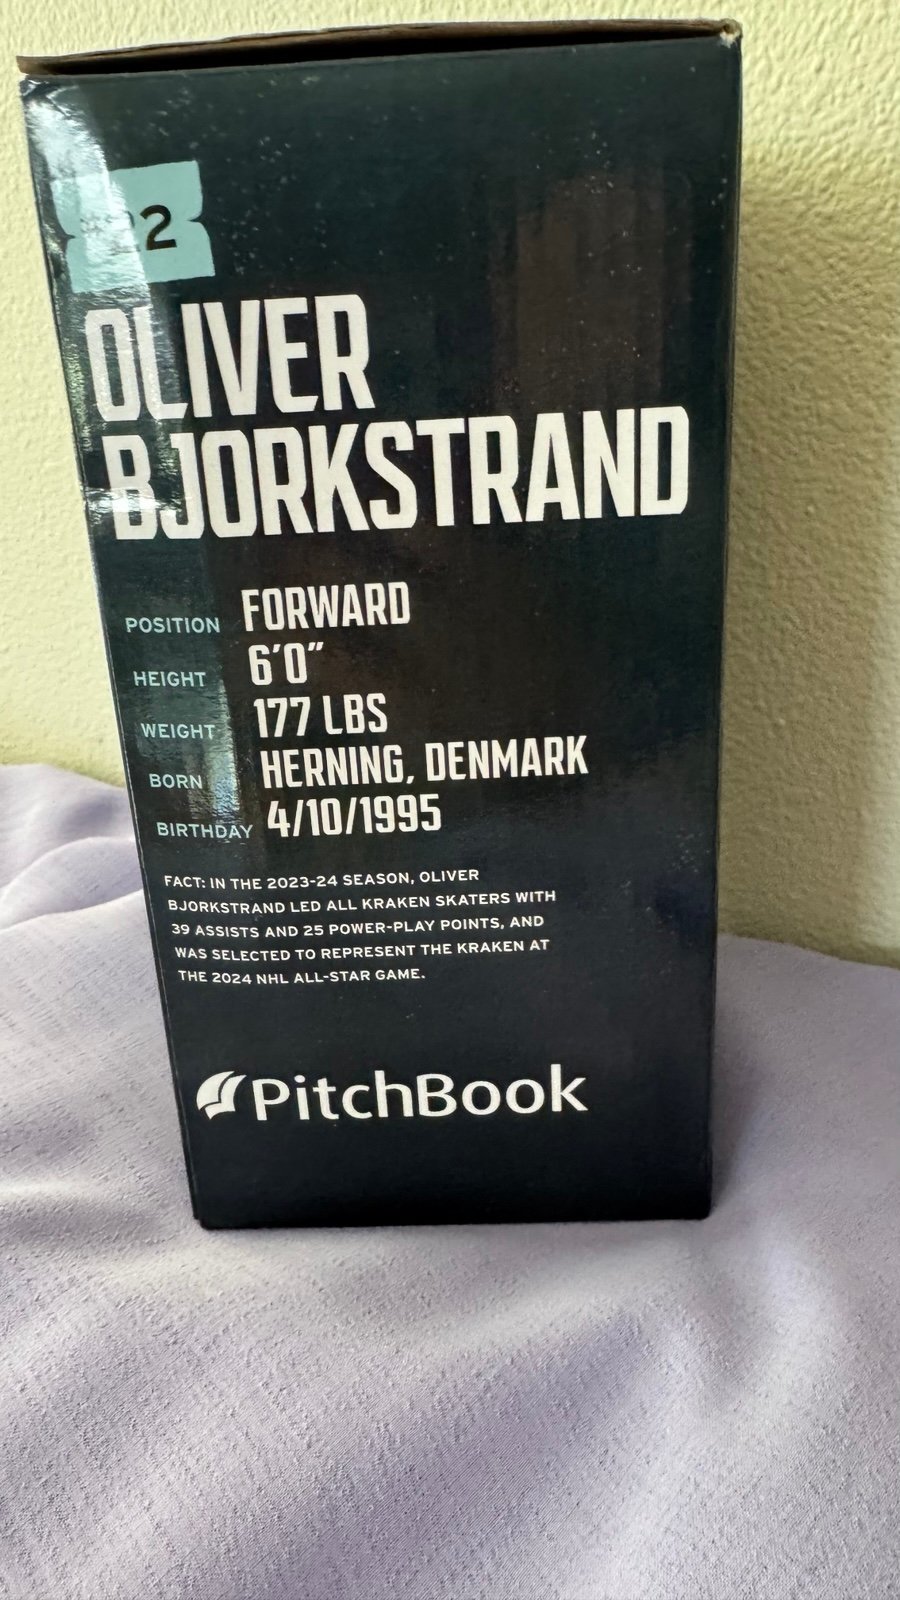 22
OLIVER
BJORKSTRAND
POSITION FORWARD
HEIGHT 6'0"
WEIGHT 177 LBS
BORN HERNING, DENMARK
BIRTHDAY 4/10/1995
FACT: IN THE 2023-24 SEASON, OLIVER
BJORKSTRAND LED ALL KRAKEN SKATERS WITH
39 ASSISTS AND 25 POWER-PLAY POINTS, AND
WAS SELECTED TO REPRESENT THE KRAKEN AT
THE 2024 NHL ALL-STAR GAME.
PitchBook